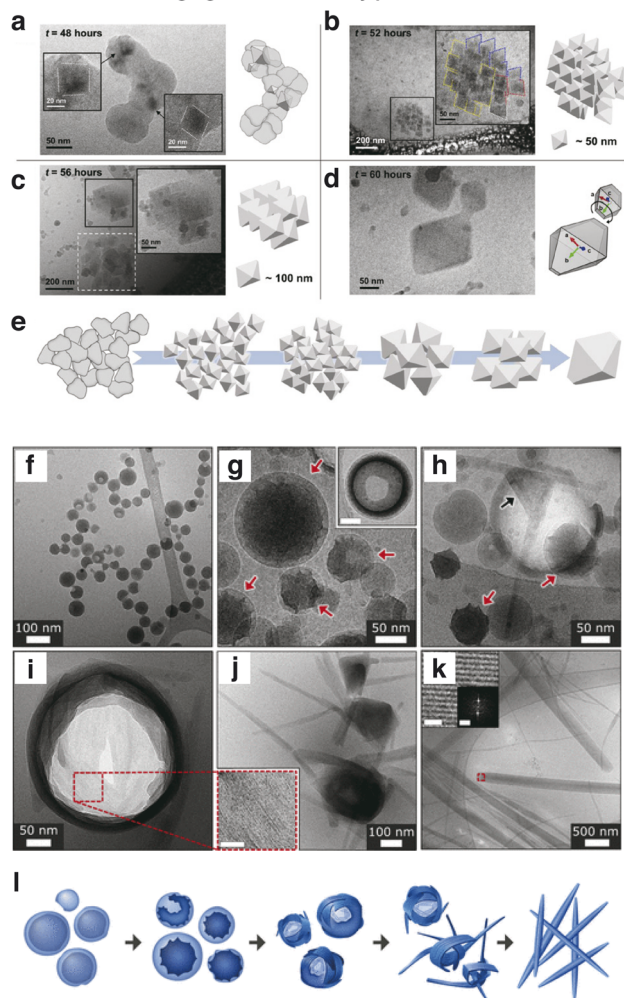 a
t = 48 hours
25 nm
20 nm
50 nm
b
t = 52 hours
50 nm
200 nm
~ 50 nm
c
t = 56 hours
50 nm
200 nm
~ 100 nm
d
t = 60 hours
50 nm
a
c
b
a
c
b
e
f
100 nm
g
50 nm
h
50 nm
i
50 nm
j
100 nm
k
500 nm
l